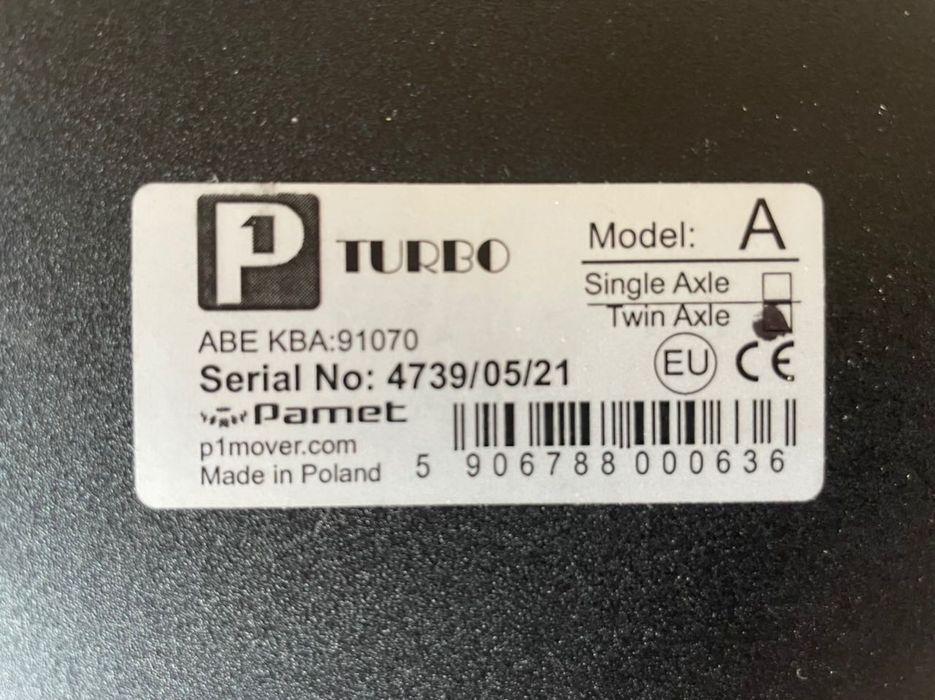 P1 TURBO
Model: A
Single Axle
Twin Axle
ABE KBA:91070
EU CE
Serial No: 4739/05/21
Pamet
p1mover.com
Made in Poland
5 906788 000636